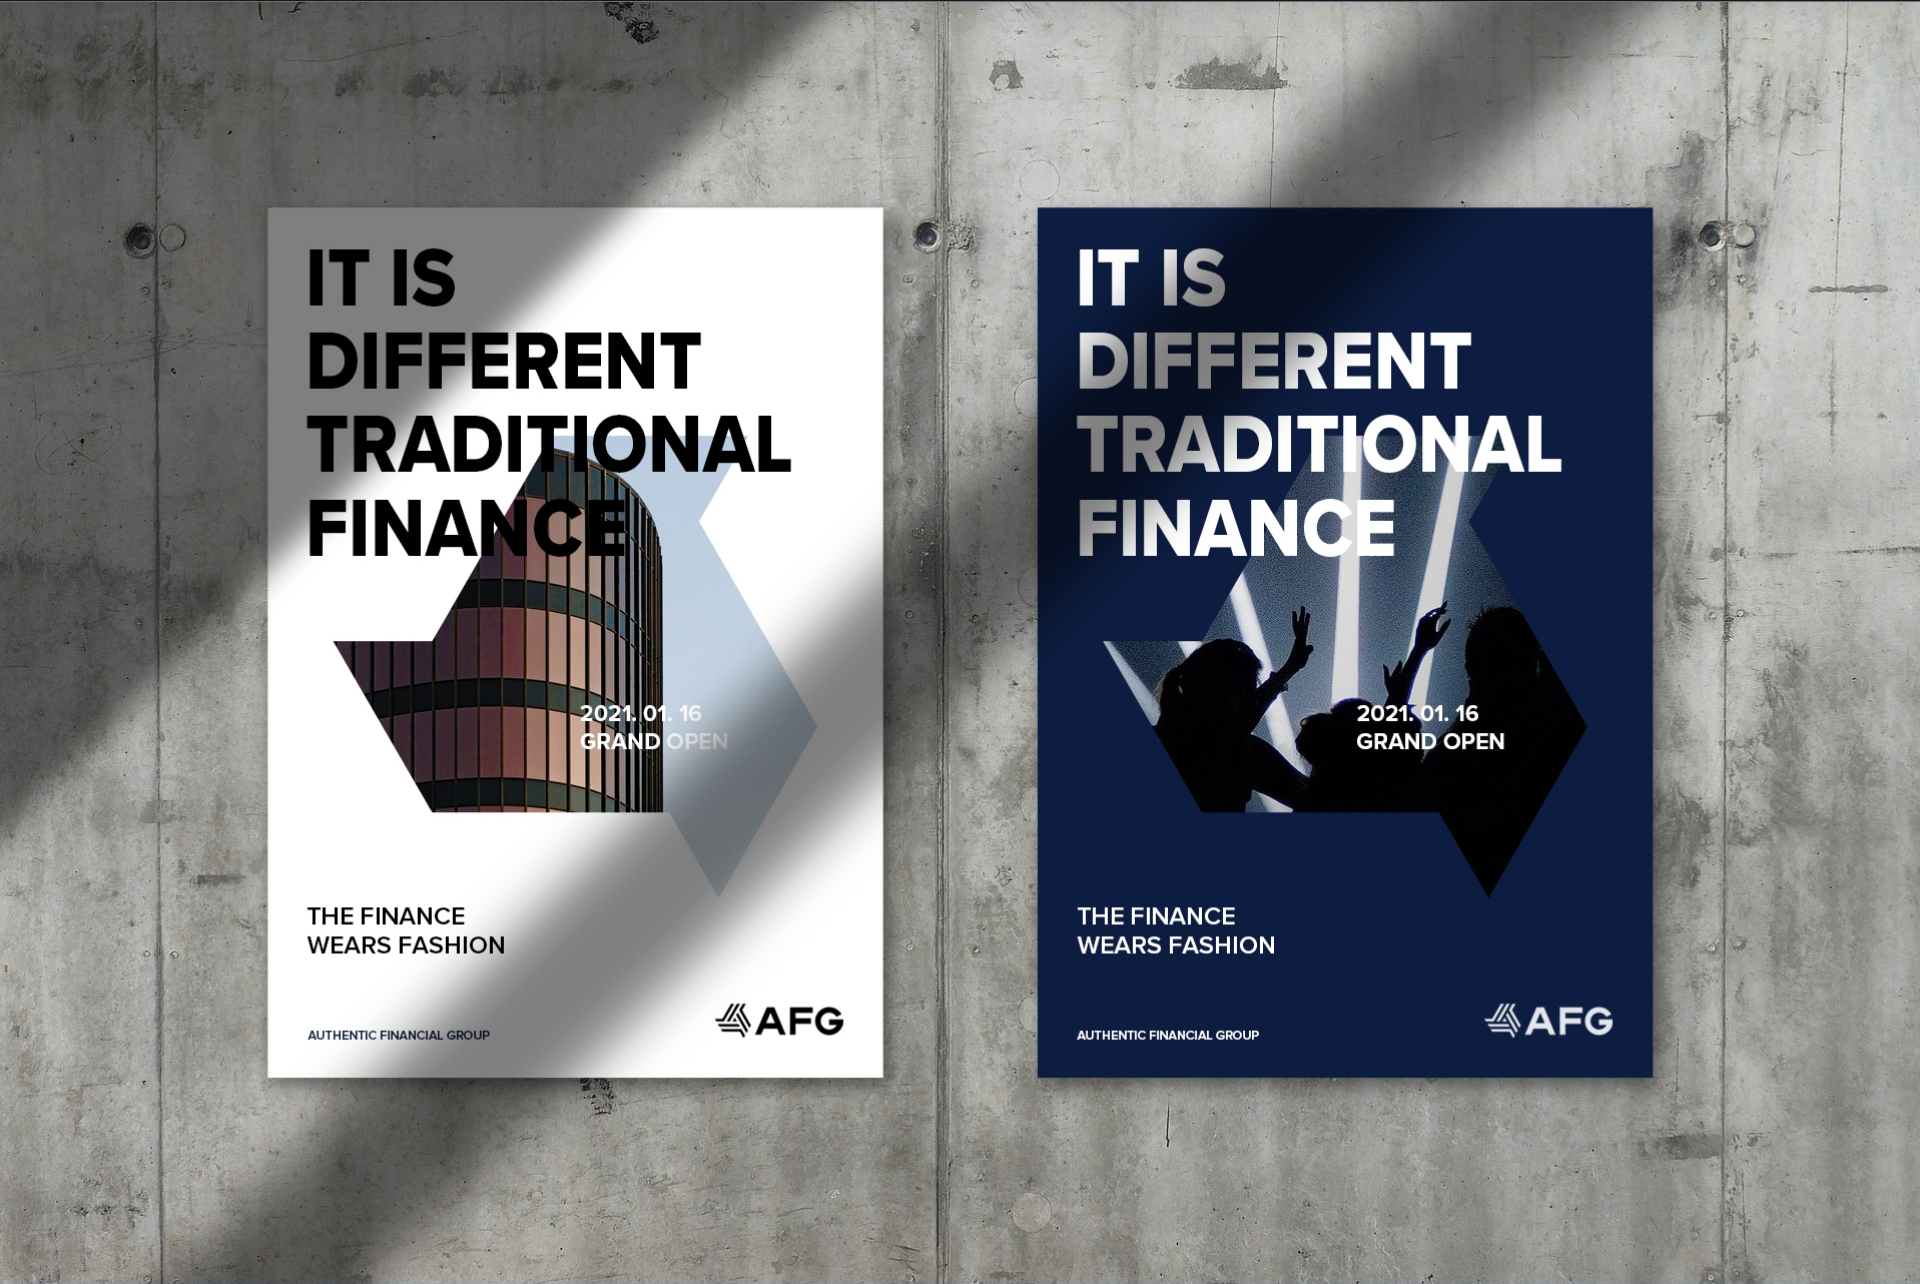 IT IS
DIFFERENT
TRADITIONAL
FINANCE
2021. 01. 16
GRAND OPEN
THE FINANCE
WEARS FASHION
AUTHENTIC FINANCIAL GROUP
AFG
IT IS
DIFFERENT
TRADITIONAL
FINANCE
2021. 01. 16
GRAND OPEN
THE FINANCE
WEARS FASHION
AUTHENTIC FINANCIAL GROUP
AFG